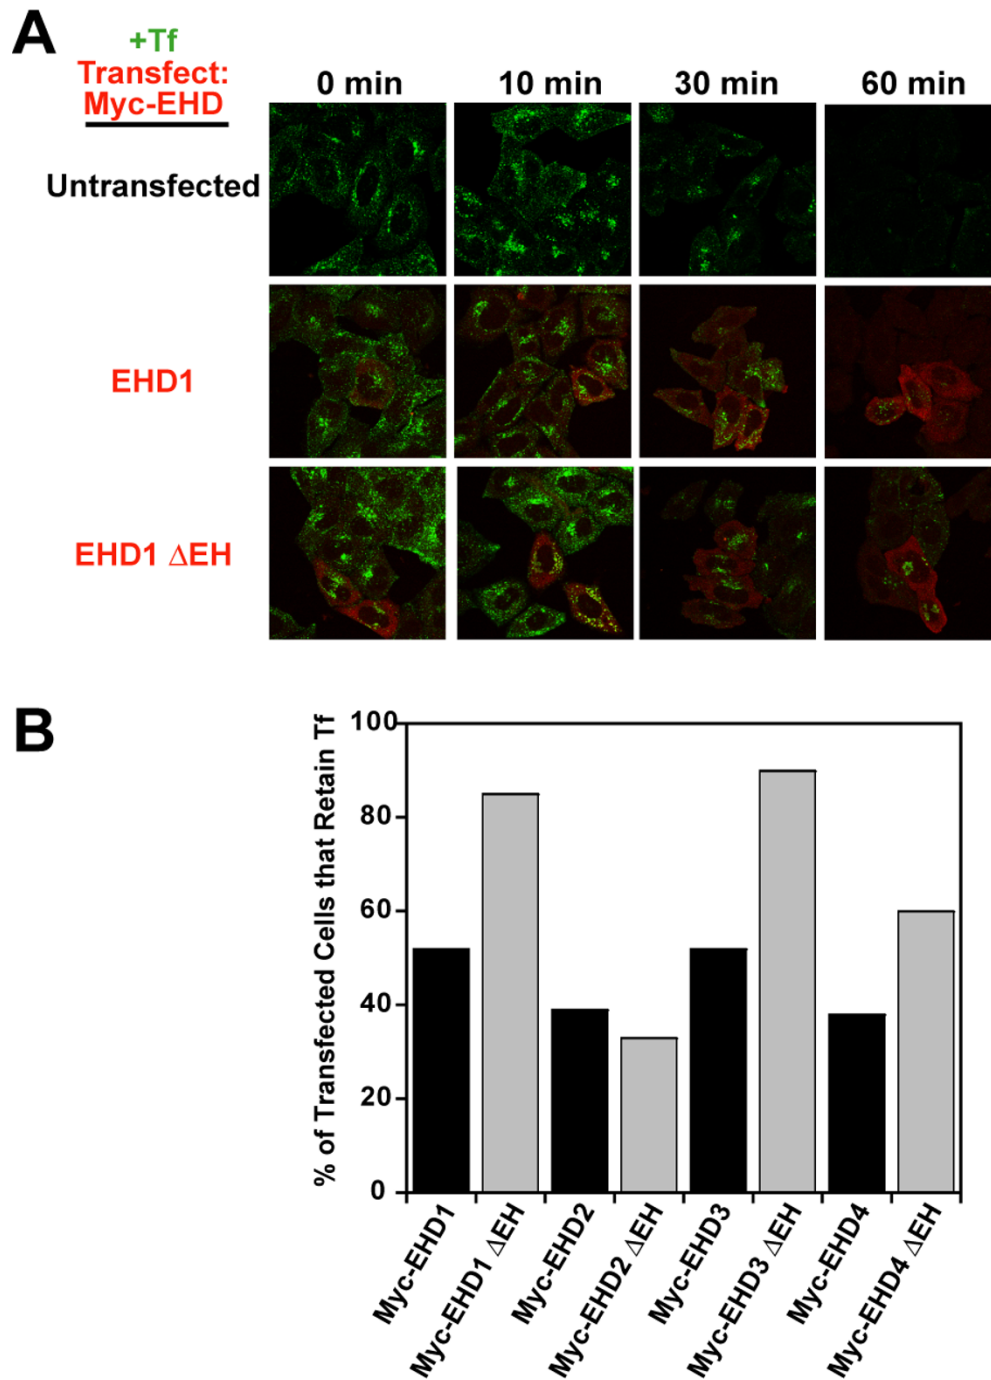 A
+Tf
Transfect:
Myc-EHD
0 min
10 min
30 min
60 min
Untransfected
EHD1
EHD1 ΔEH
B
% of Transfected Cells that Retain Tf
100
80
60
40
20
0
Myc-EHD1
Myc-EHD1 ΔEH
Myc-EHD2
Myc-EHD2 ΔEH
Myc-EHD3
Myc-EHD3 ΔEH
Myc-EHD4
Myc-EHD4 ΔEH